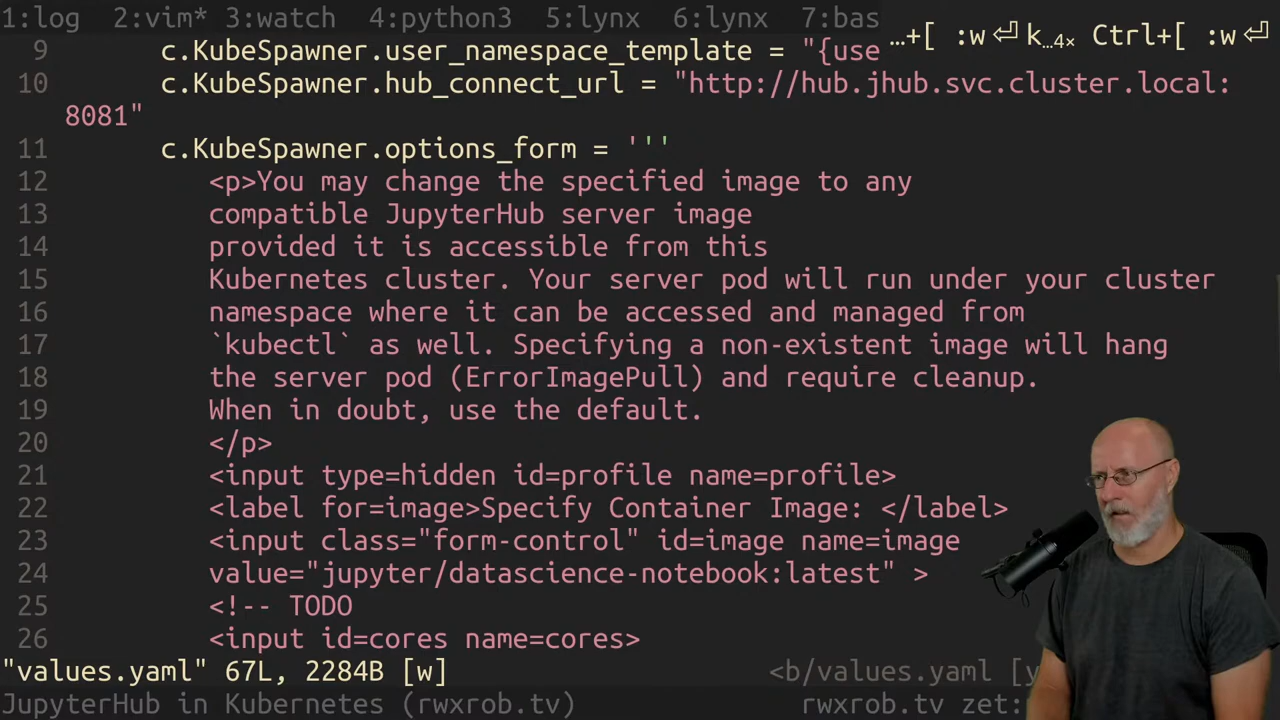 1:log 2:vim* 3:watch 4:python3 5:lynx 6:lynx 7:bas
…+[ :w⏎ k…4× Ctrl+[ :w⏎
9 c.KubeSpawner.user_namespace_template = "{use
10 c.KubeSpawner.hub_connect_url = "http://hub.jhub.svc.cluster.local:
8081"
11 c.KubeSpawner.options_form = '''
12 <p>You may change the specified image to any
13 compatible JupyterHub server image
14 provided it is accessible from this
15 Kubernetes cluster. Your server pod will run under your cluster
16 namespace where it can be accessed and managed from
17 `kubectl` as well. Specifying a non-existent image will hang
18 the server pod (ErrorImagePull) and require cleanup.
19 When in doubt, use the default.
20 </p>
21 <input type=hidden id=profile name=profile>
22 <label for=image>Specify Container Image: </label>
23 <input class="form-control" id=image name=image
24 value="jupyter/datascience-notebook:latest" >
25 <!-- TODO
26 <input id=cores name=cores>
"values.yaml" 67L, 2284B [w] <b/values.yaml [y
JupyterHub in Kubernetes (rwxrob.tv) rwxrob.tv zet: